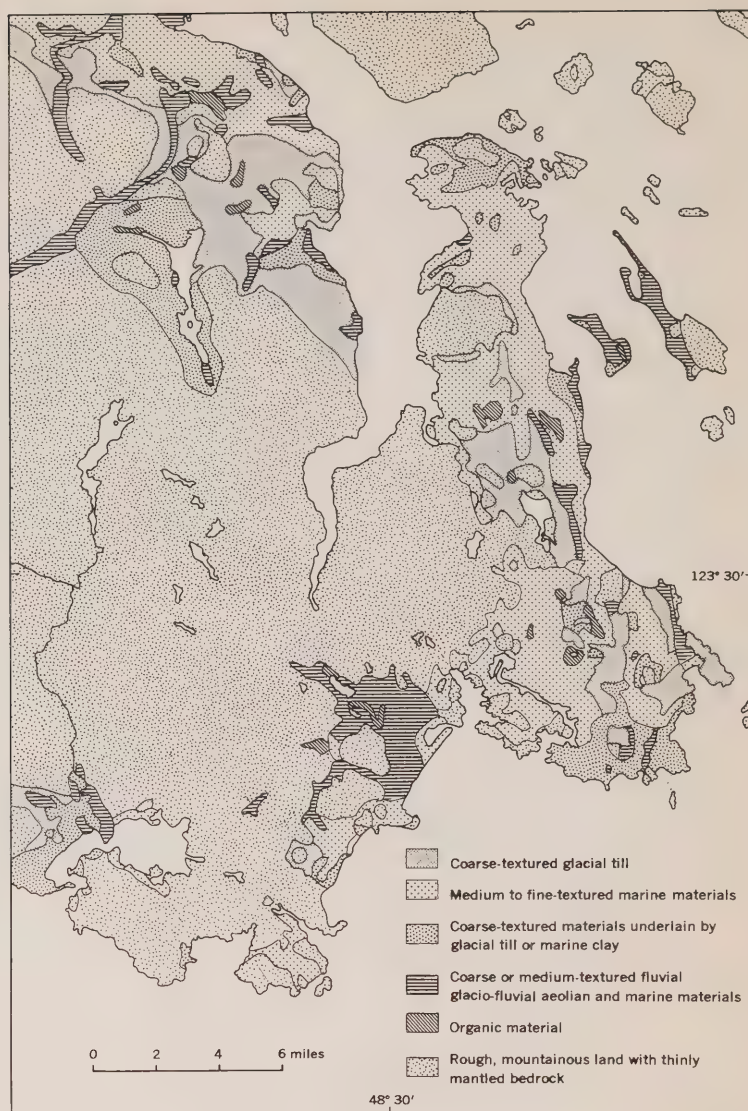 123° 30′
Coarse-textured glacial till
Medium to fine-textured marine materials
Coarse-textured materials underlain by
glacial till or marine clay
Coarse or medium-textured fluvial
glacio-fluvial aeolian and marine materials
Organic material
Rough, mountainous land with thinly
mantled bedrock
0 2 4 6 miles
48° 30′